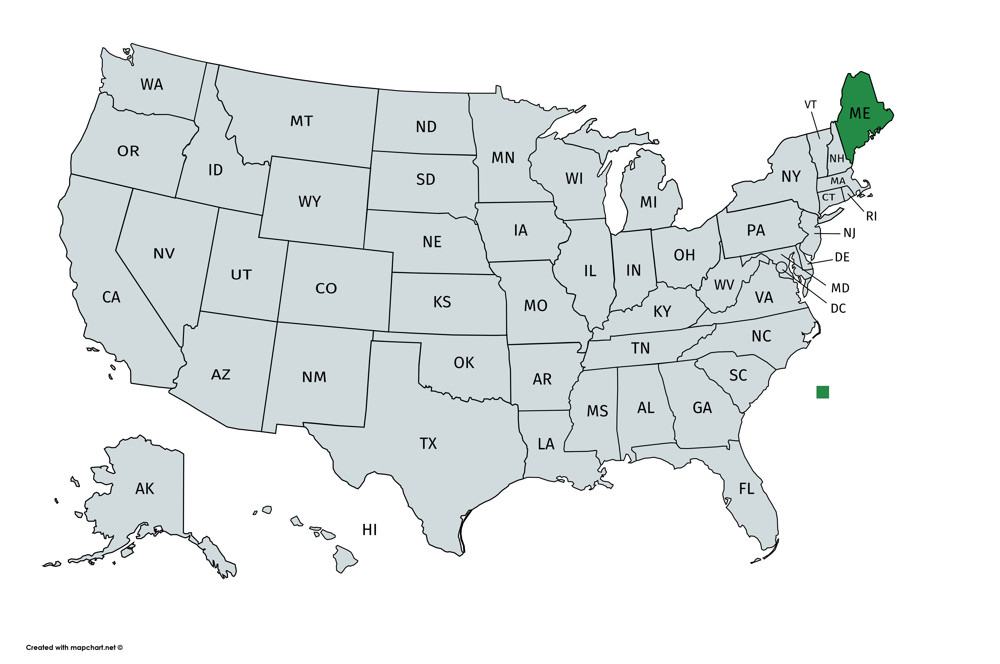 WA
VT
ME
MT
ND
OR
MN
NH
ID
SD
WI
NY
MA
CT
WY
MI
RI
IA
PA
NJ
NE
NV
OH
DE
UT
IL
IN
WV
MD
CO
CA
KS
MO
KY
VA
DC
NC
TN
OK
AZ
NM
AR
SC
MS
AL
GA
TX
LA
AK
FL
HI
Created with mapchart.net ©